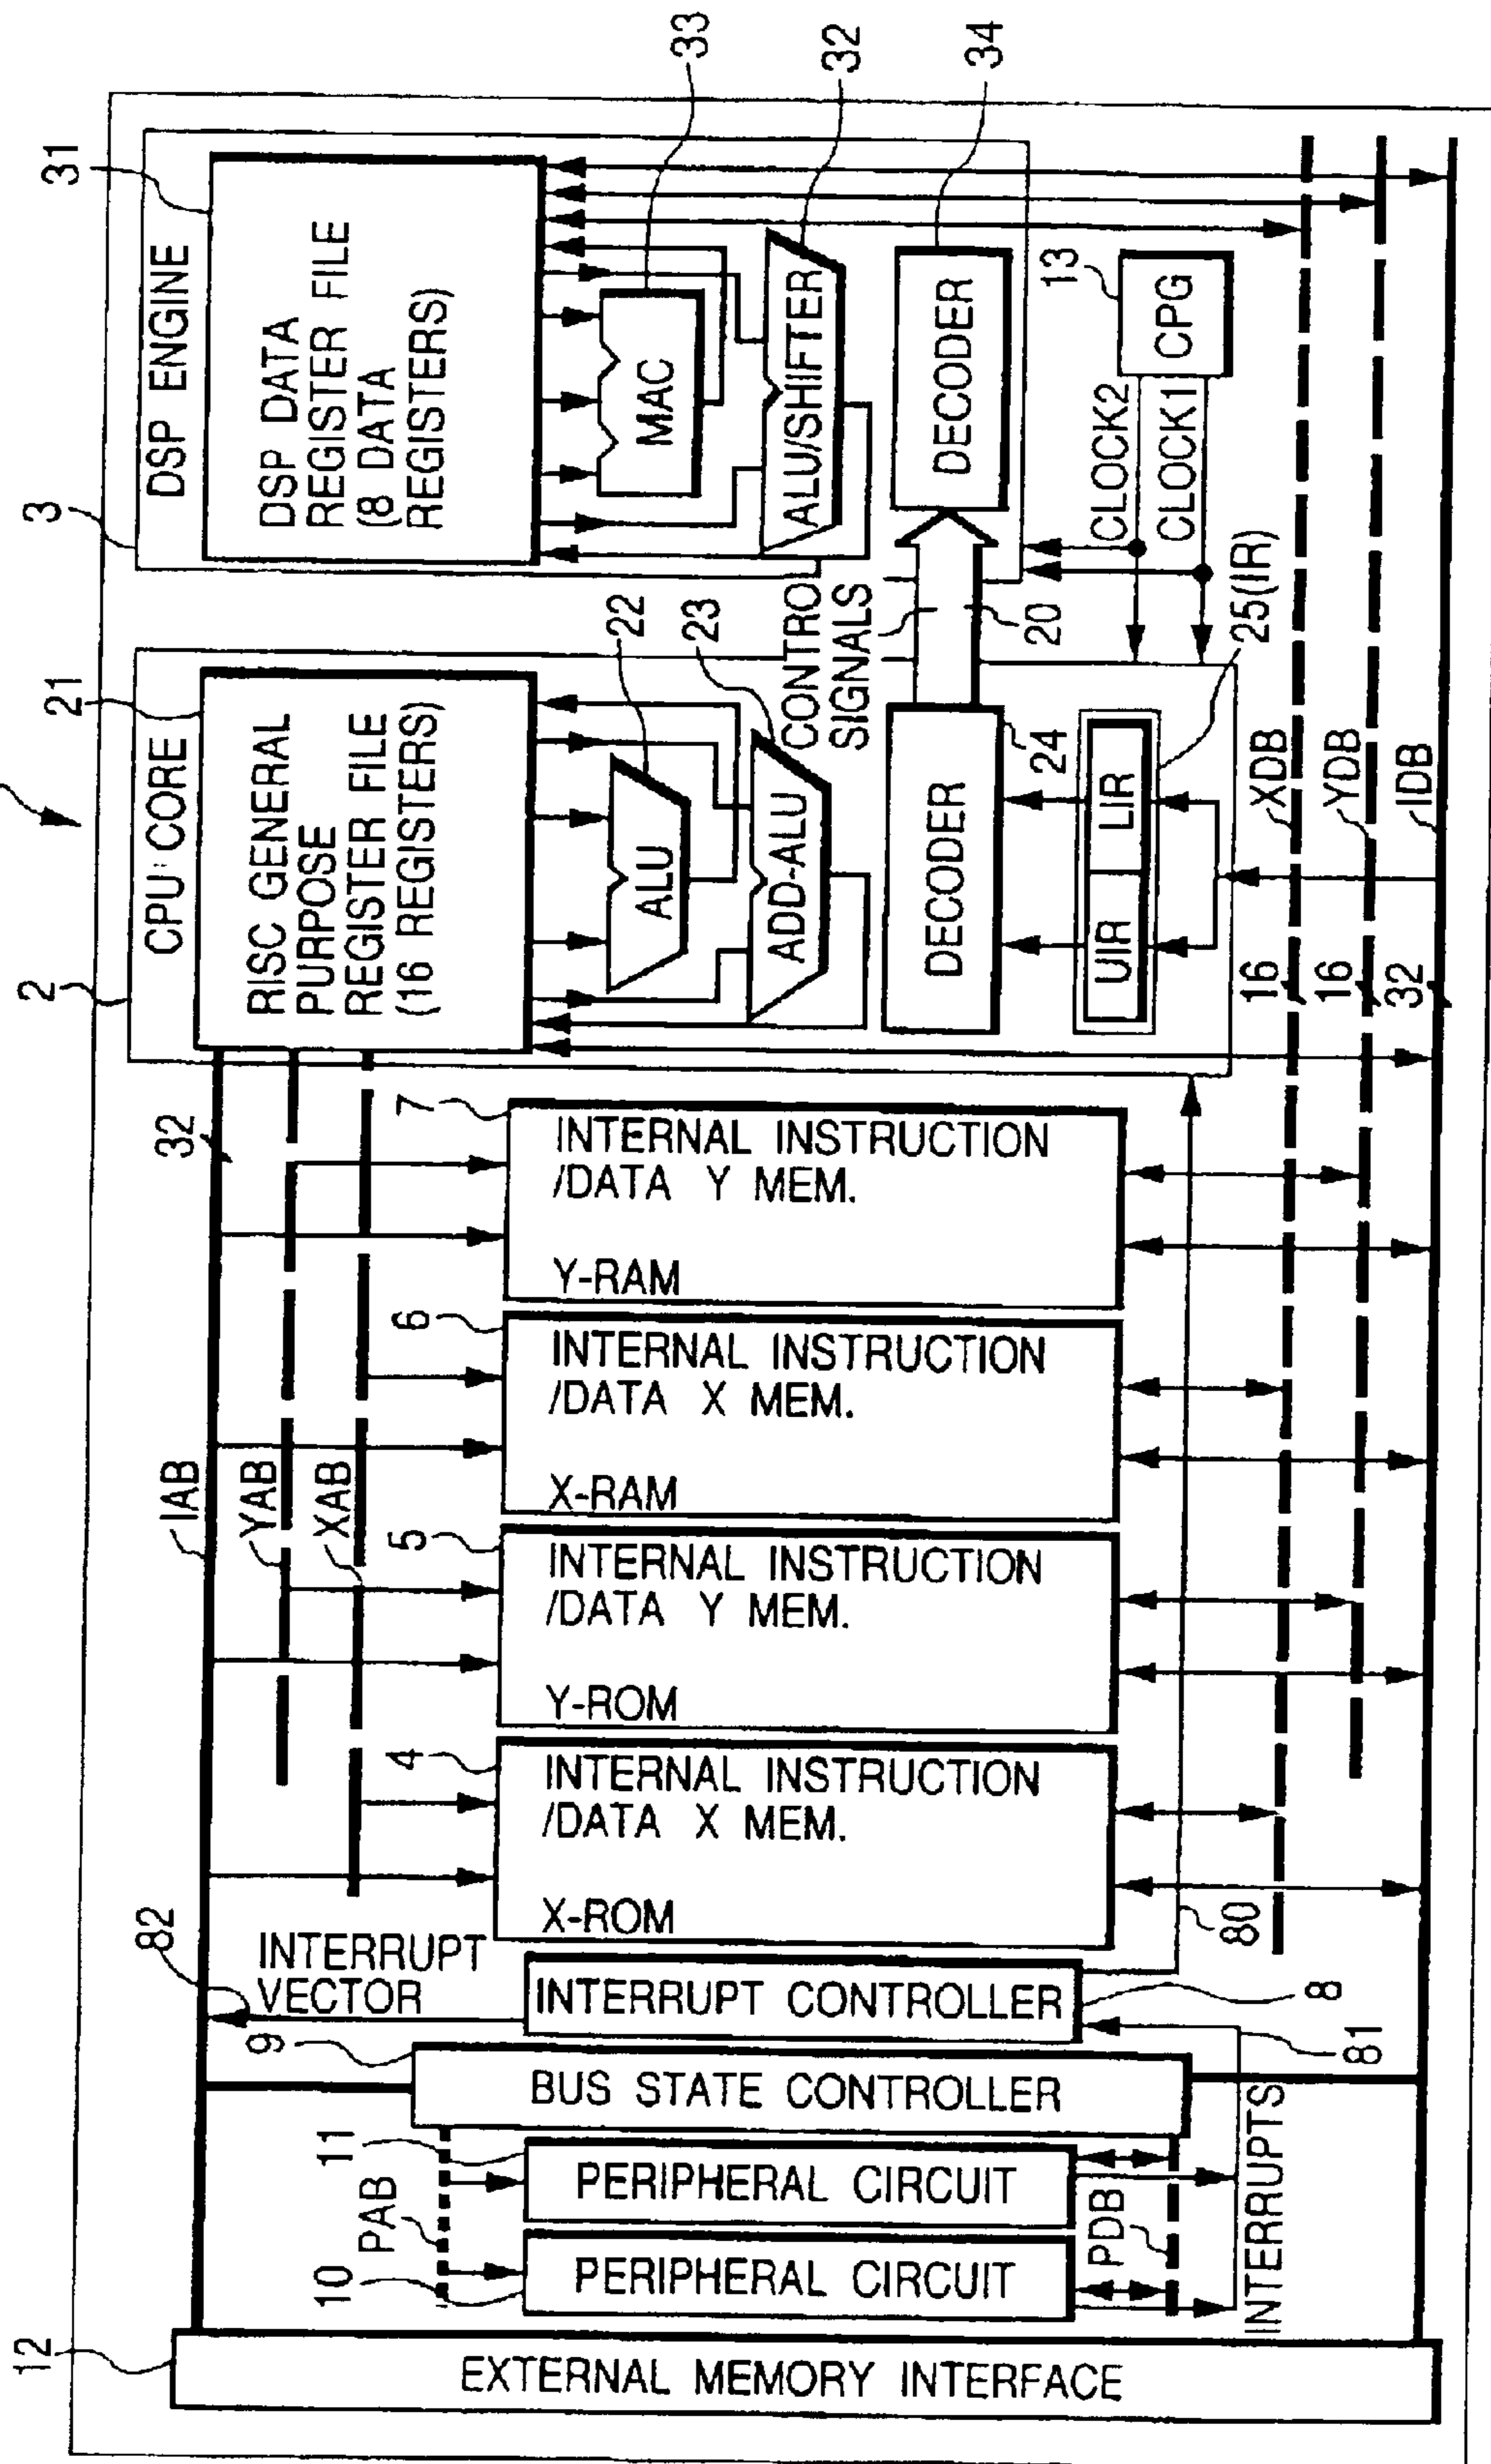 3
DSP ENGINE
31
DSP DATA
REGISTER FILE
(8 DATA
REGISTERS)
33
MAC
32
ALU/SHIFTER
34
DECODER
13
CPG
CLOCK2
CLOCK1
2
CPU CORE
21
RISC GENERAL
PURPOSE
REGISTER FILE
(16 REGISTERS)
22
ALU
23
ADD-ALU
CONTROL
SIGNALS
20
24
DECODER
25(IR)
UIR
LIR
XDB
YDB
IDB
16
16
32
32
IAB
YAB
XAB
7
INTERNAL INSTRUCTION
/DATA Y MEM.
Y-RAM
6
INTERNAL INSTRUCTION
/DATA X MEM.
X-RAM
5
INTERNAL INSTRUCTION
/DATA Y MEM.
Y-ROM
4
INTERNAL INSTRUCTION
/DATA X MEM.
X-ROM
82
INTERRUPT
VECTOR
INTERRUPT CONTROLLER
80
8
81
9
BUS STATE CONTROLLER
11
PERIPHERAL CIRCUIT
PAB
10
PERIPHERAL CIRCUIT
PDB
INTERRUPTS
12
EXTERNAL MEMORY INTERFACE